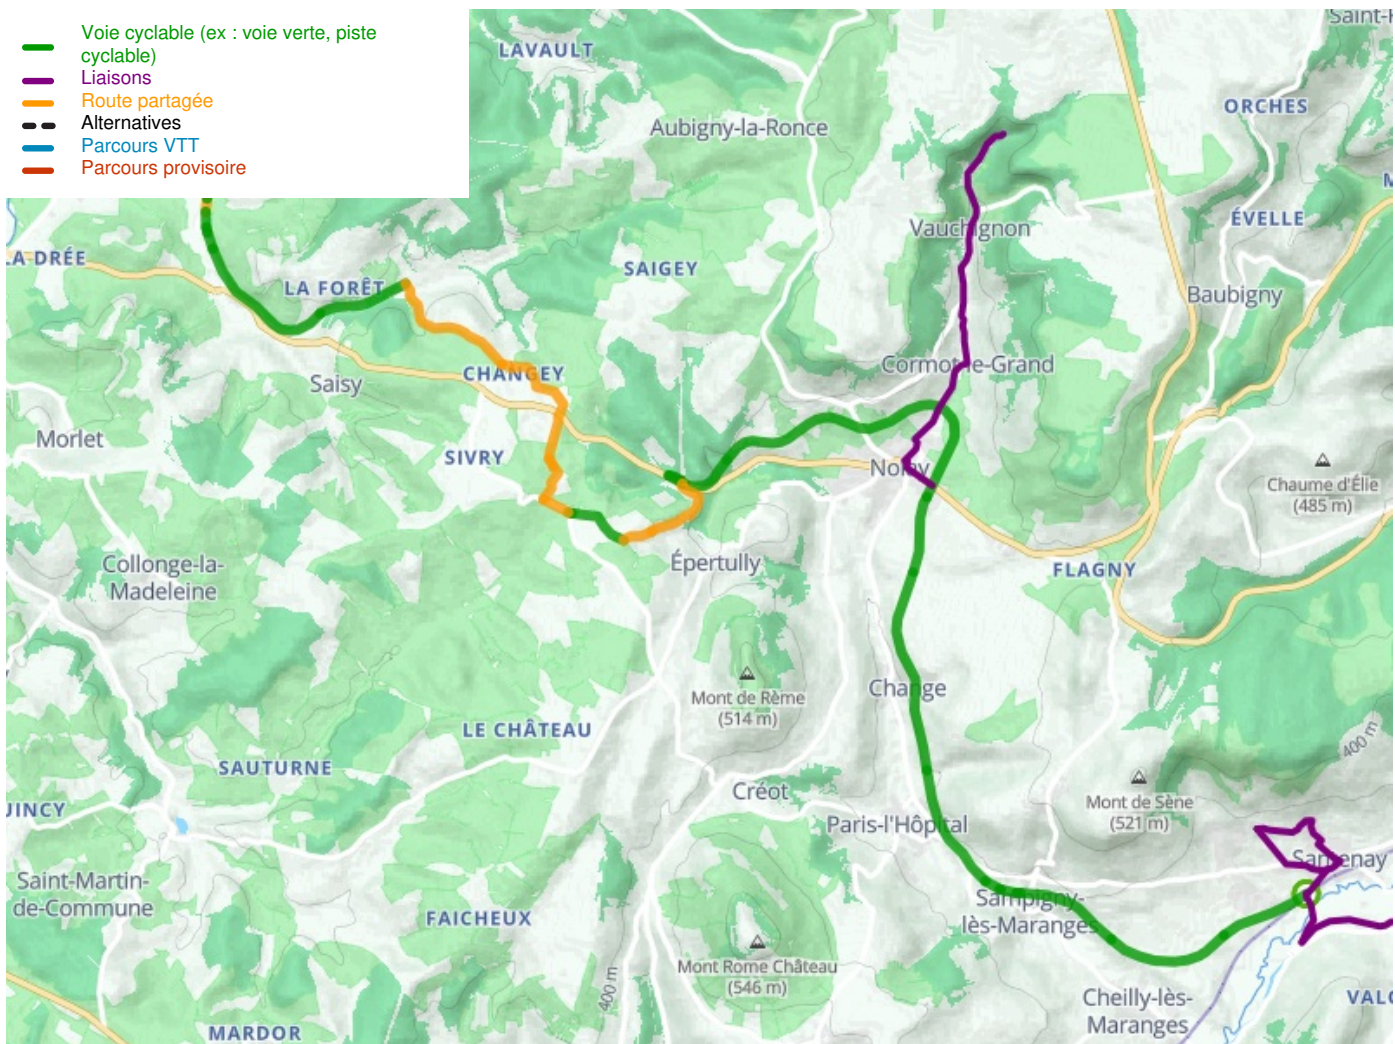 Voie cyclable (ex : voie verte, piste
cyclable)
Liaisons
Route partagée
Alternatives
Parcours VTT
Parcours provisoire
LAVAULT
Aubigny-la-Ronce
ORCHES
Vauchignon
ÉVELLE
LA DRÉE
LA FORÊT
SAIGEY
Baubigny
Cormot-le-Grand
CHANGEY
Saisy
Morlet
SIVRY
Nolay
Chaume d'Élie
(485 m)
Épertully
FLAGNY
Collonge-la-
Madeleine
Change
Mont de Rème
(514 m)
LE CHÂTEAU
400 m
SAUTURNE
Créot
Mont de Sène
(521 m)
UINCY
Paris-l'Hôpital
Santenay
Saint-Martin-
de-Commune
Sampigny-
lès-Maranges
FAICHEUX
Mont Rome Château
(546 m)
400 m
Cheilly-lès-
Maranges
MARDOR